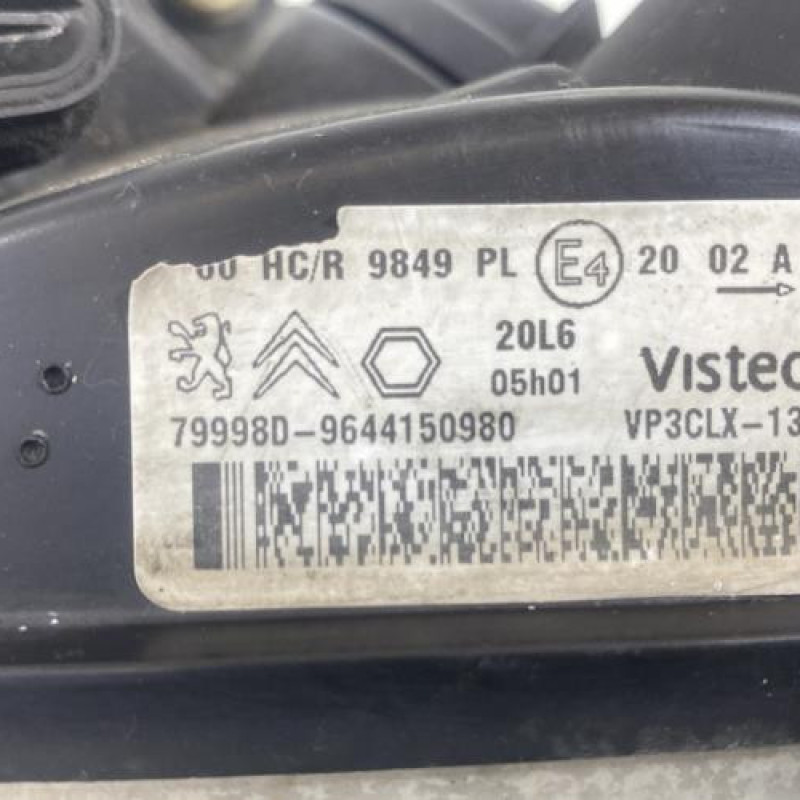 HC/R 9849 PL E4 20 02 A
20L6
05h01 Visteo
79998D-9644150980 VP3CLX-13